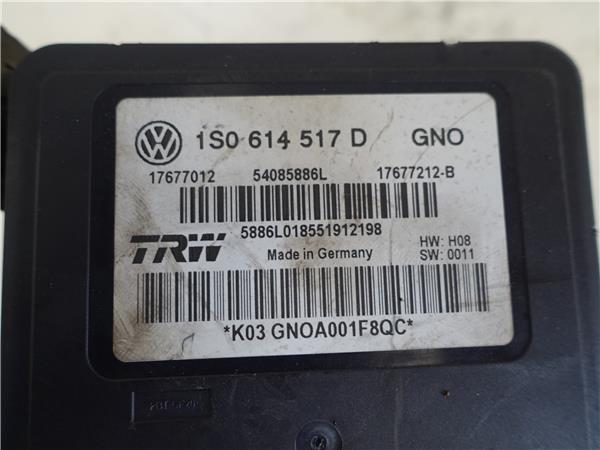 1S0 614 517 D GNO
17677012 54085886L 17677212-B
5886L018551912198
TRW Made in Germany HW: H08
SW: 0011
*K03 GNOA001F8QC*